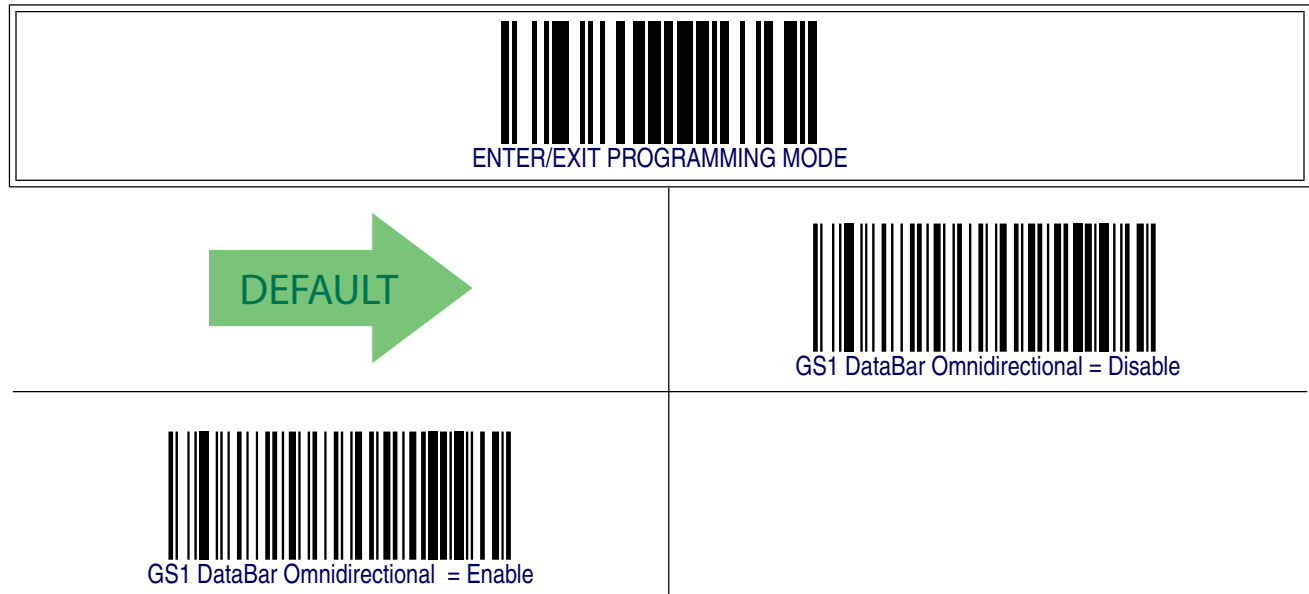 ENTER/EXIT PROGRAMMING MODE
DEFAULT
GS1 DataBar Omnidirectional = Disable
GS1 DataBar Omnidirectional = Enable